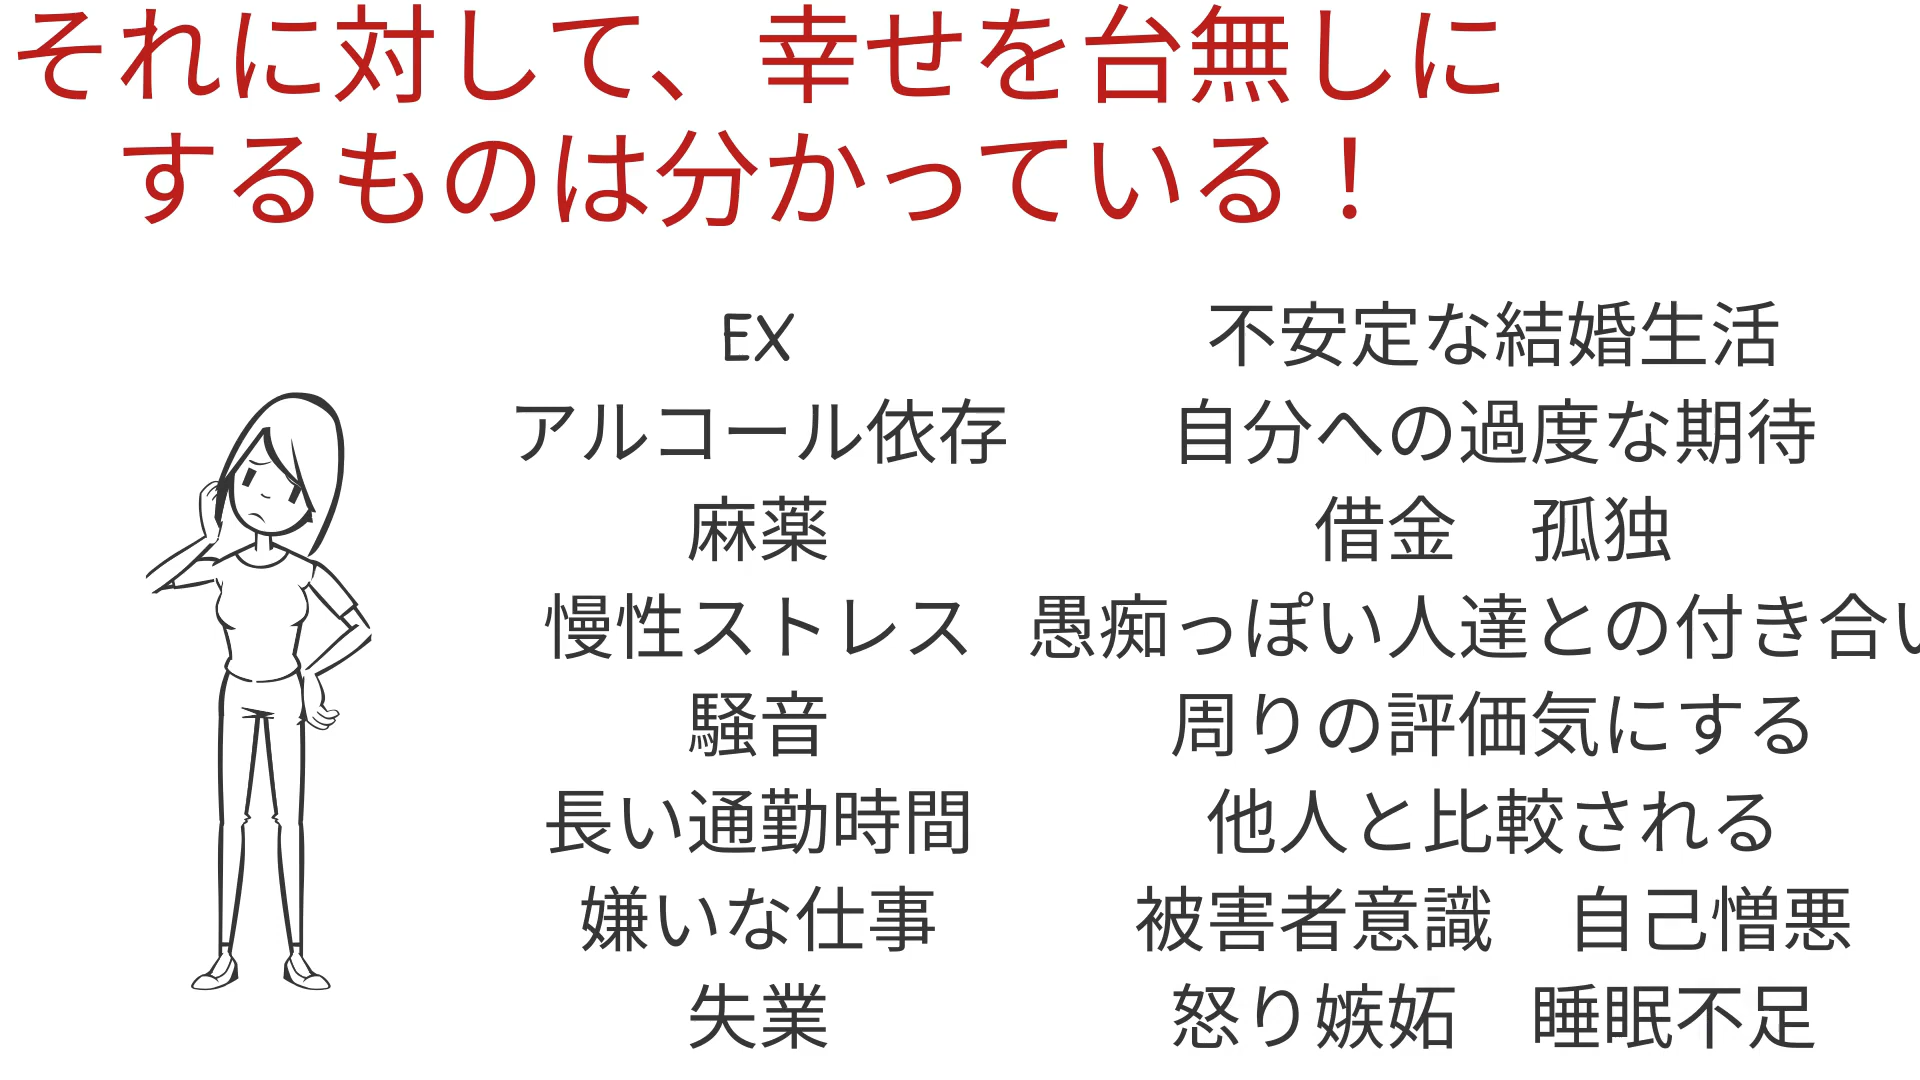 それに対して、幸せを台無しに
するものは分かっている！
EX
アルコール依存
麻薬
慢性ストレス
騒音
長い通勤時間
嫌いな仕事
失業
不安定な結婚生活
自分への過度な期待
借金　孤独
愚痴っぽい人達との付き合い
周りの評価気にする
他人と比較される
被害者意識　自己憎悪
怒り嫉妬　睡眠不足